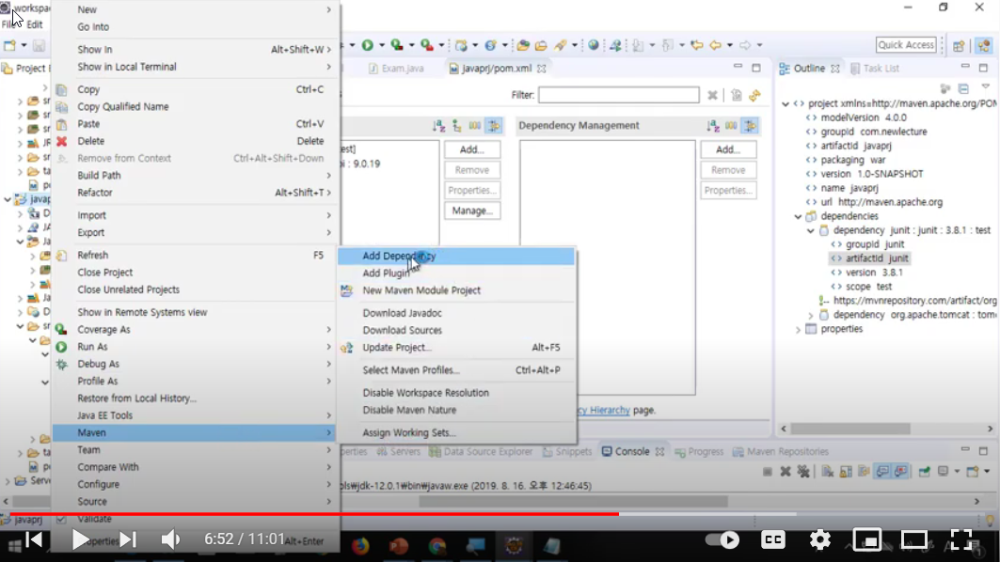 workspa
File Edit
Quick Access
Project E
Exam.java
javaprj/pom.xml
Outline
Task List
New
Go Into
Show In Alt+Shift+W
Show in Local Terminal
Copy Ctrl+C
Copy Qualified Name
Paste Ctrl+V
Delete Delete
Remove from Context Ctrl+Alt+Shift+Down
Build Path
Refactor Alt+Shift+T
Import
Export
Refresh F5
Close Project
Close Unrelated Projects
Show in Remote Systems view
Coverage As
Run As
Debug As
Profile As
Restore from Local History...
Java EE Tools
Maven
Team
Compare With
Configure
Source
Validate
Properties Alt+Enter
Add Dependency
Add Plugin
New Maven Module Project
Download Javadoc
Download Sources
Update Project... Alt+F5
Select Maven Profiles... Ctrl+Alt+P
Disable Workspace Resolution
Disable Maven Nature
Assign Working Sets...
Filter:
Dependency Management
est]
i : 9.0.19
Add...
Remove
Properties...
Manage...
Add...
Remove
Properties...
cy Hierarchy page.
project xmlns=http://maven.apache.org/POM
modelVersion 4.0.0
groupid com.newlecture
artifactid javaprj
packaging war
version 1.0-SNAPSHOT
name javaprj
url http://maven.apache.org
dependencies
dependency junit : junit : 3.8.1 : test
groupid junit
artifactid junit
version 3.8.1
scope test
https://mvnrepository.com/artifact/org
dependency org.apache.tomcat : tomc
properties
perties
Servers
Data Source Explorer
Snippets
Console
Progress
Maven Repositories
ols₩jdk-12.0.1₩bin₩javaw.exe (2019. 8. 16. 오후 12:46:45)
javap
Serve
javaprj
6:52 / 11:01
CC